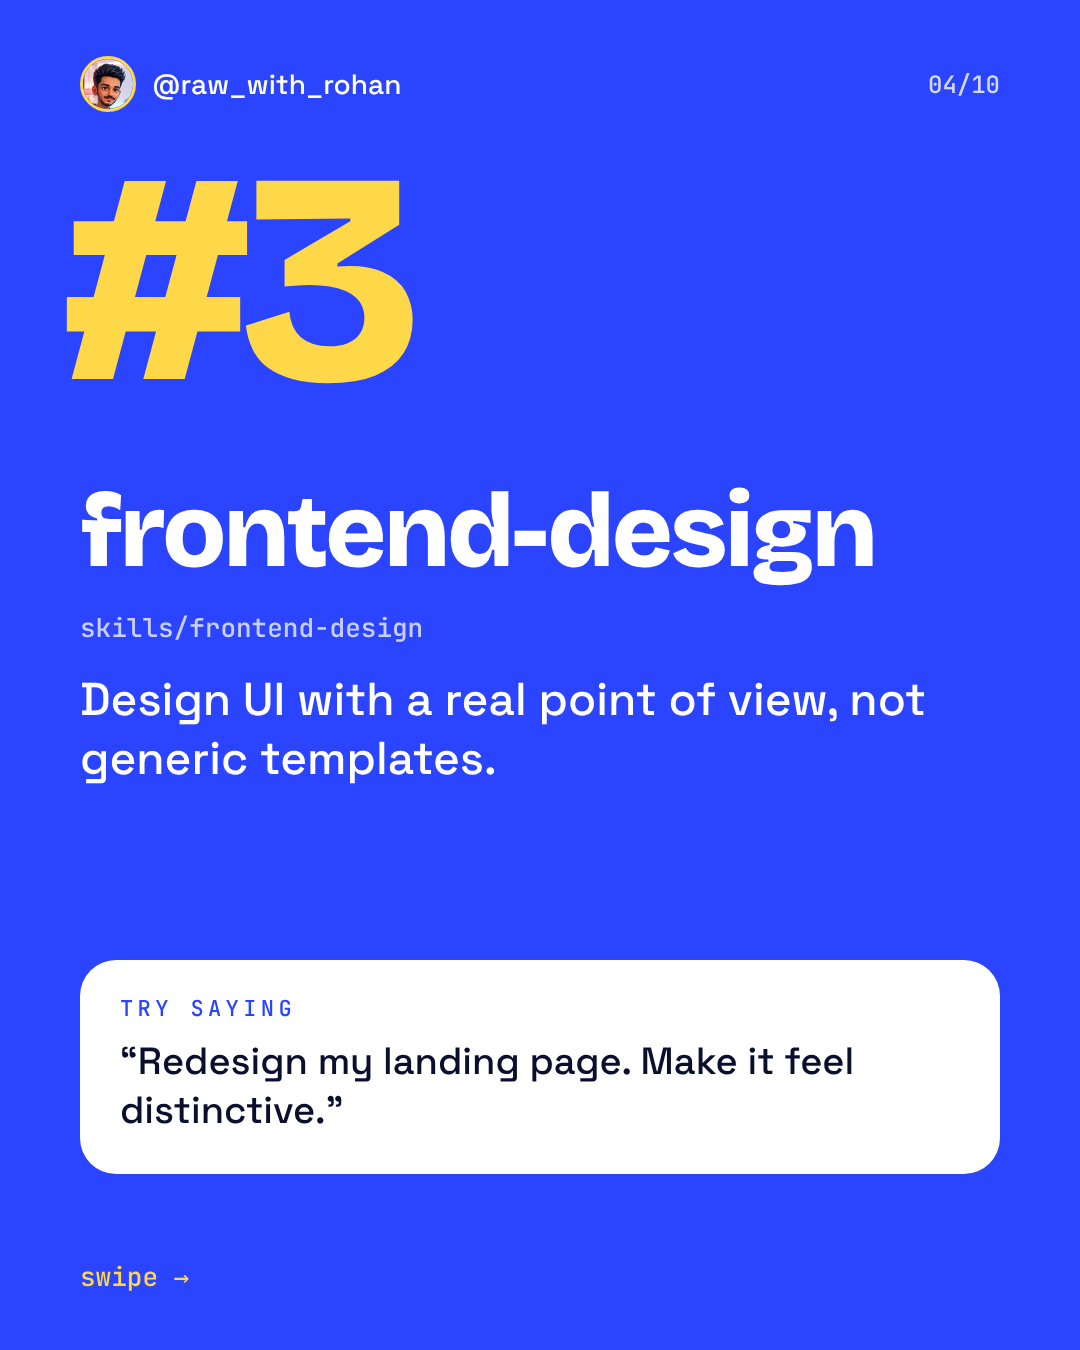 @raw_with_rohan
04/10
#3
frontend-design
skills/frontend-design
Design UI with a real point of view, not
generic templates.
TRY SAYING
“Redesign my landing page. Make it feel
distinctive.”
swipe →